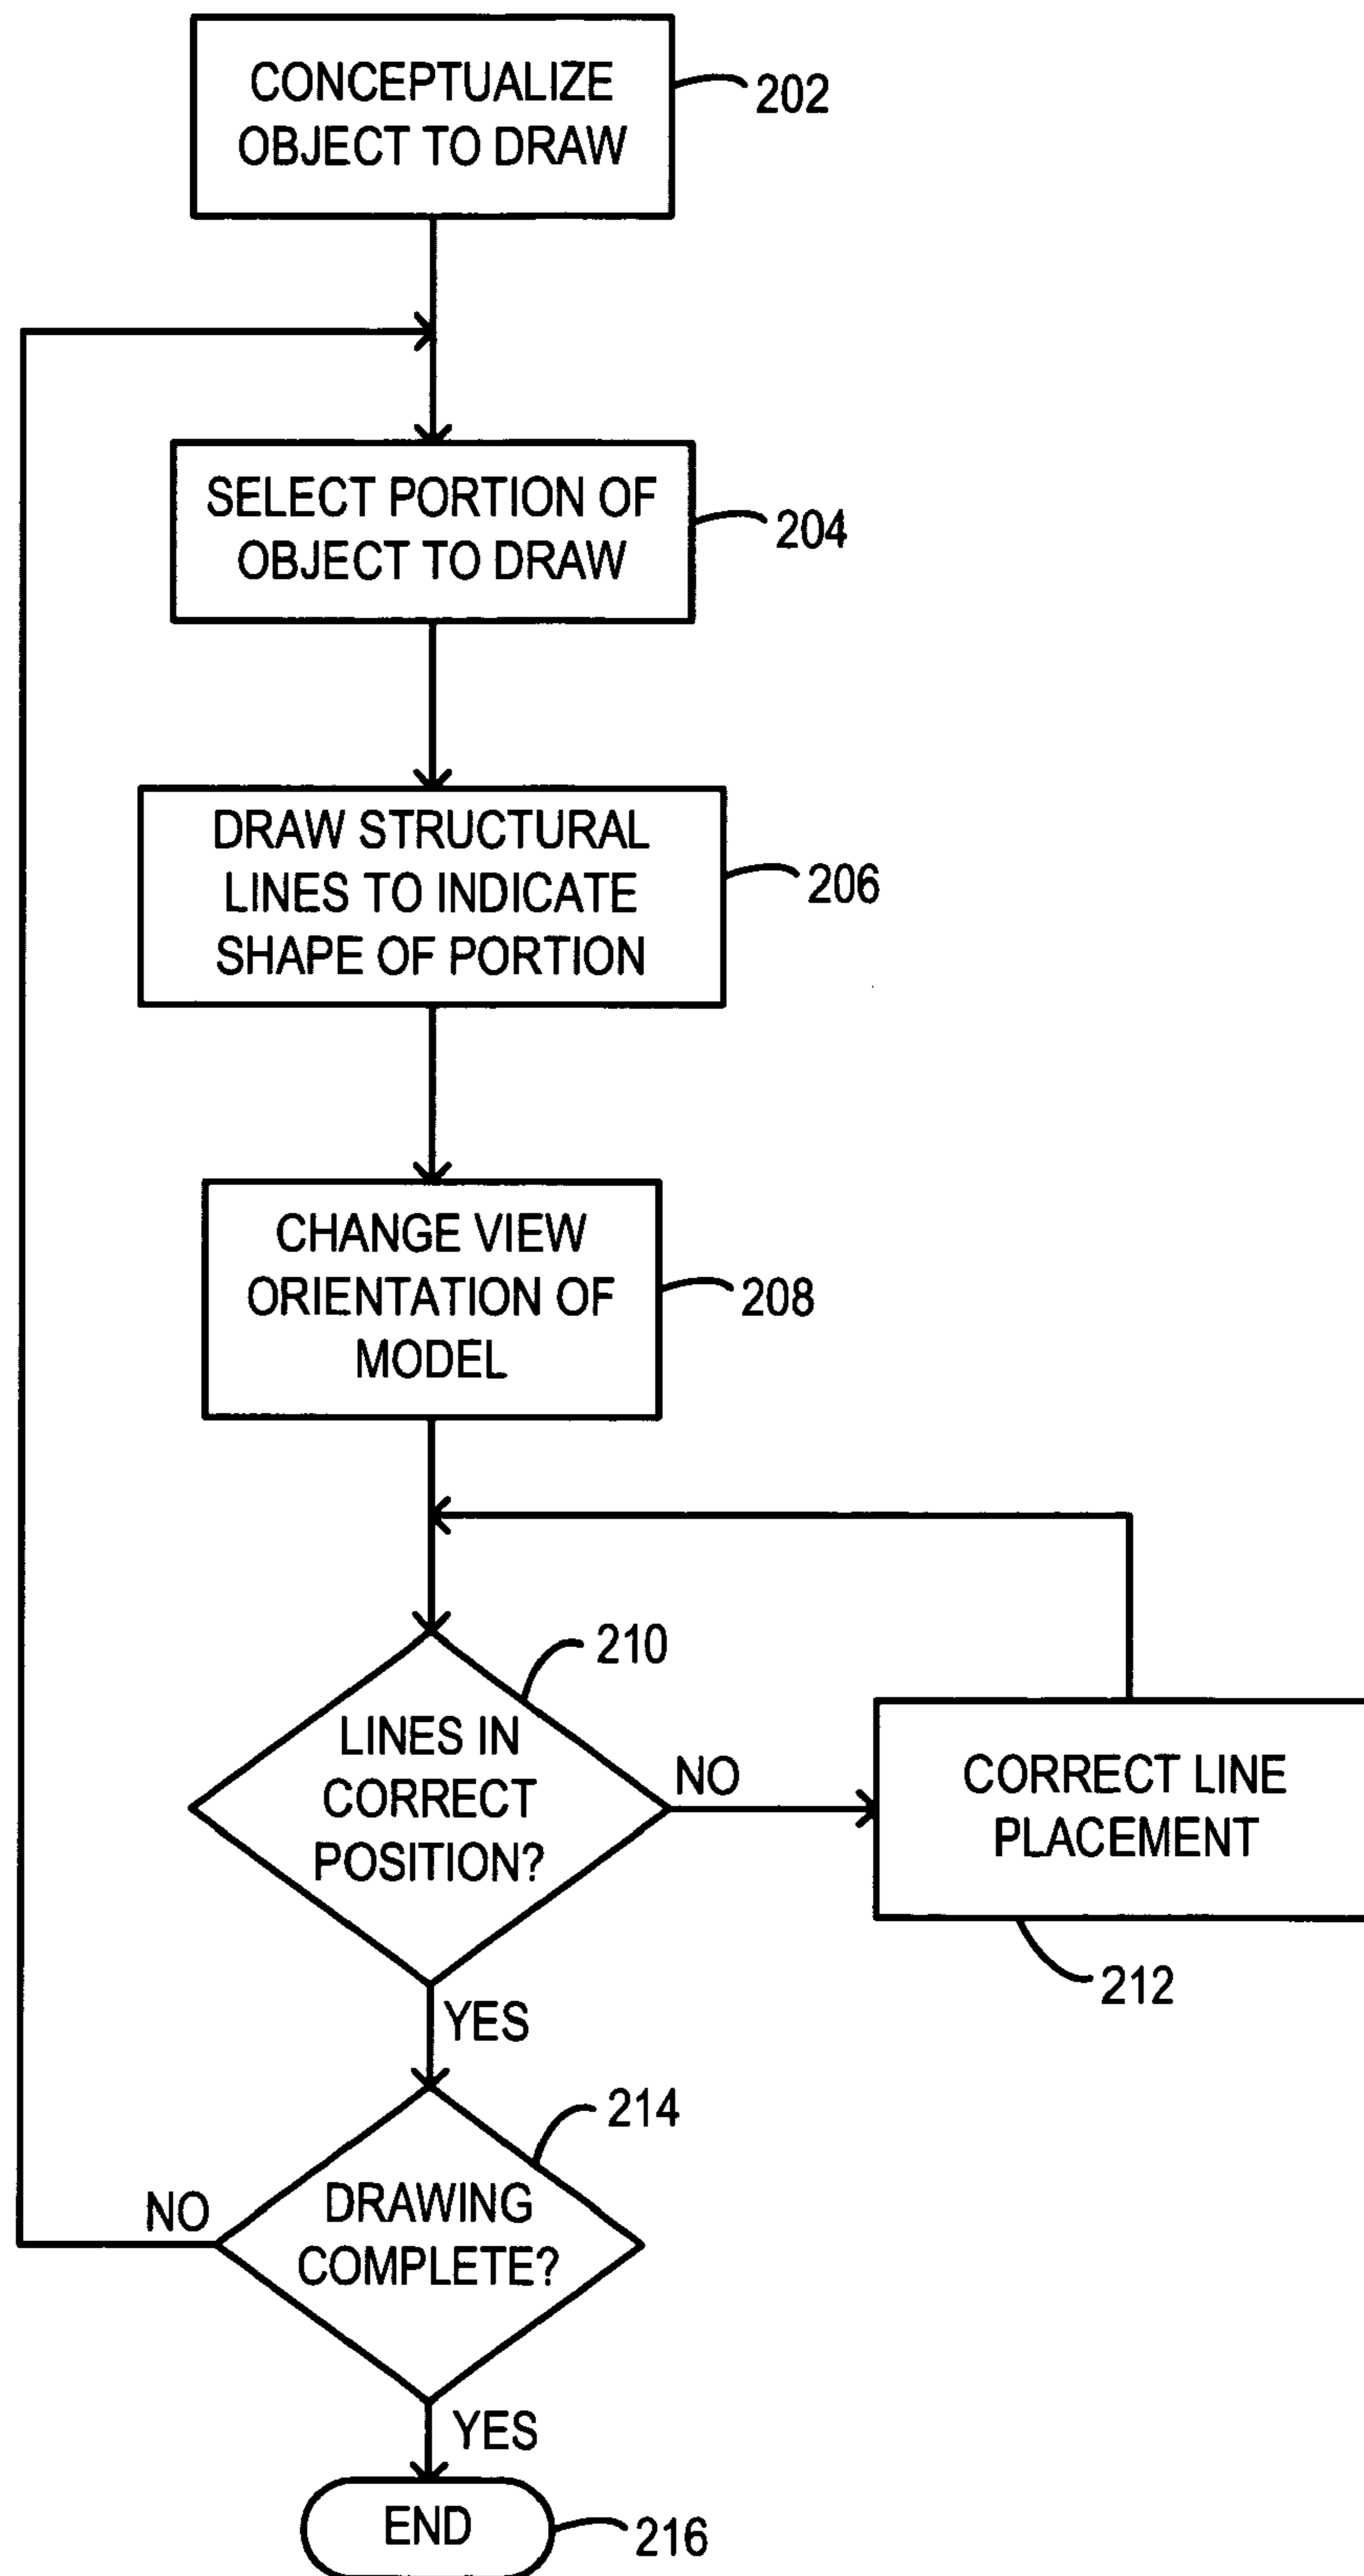 CONCEPTUALIZE
OBJECT TO DRAW
202
SELECT PORTION OF
OBJECT TO DRAW
204
DRAW STRUCTURAL
LINES TO INDICATE
SHAPE OF PORTION
206
CHANGE VIEW
ORIENTATION OF
MODEL
208
210
LINES IN
CORRECT
POSITION?
NO
CORRECT LINE
PLACEMENT
212
YES
214
DRAWING
COMPLETE?
NO
YES
END
216